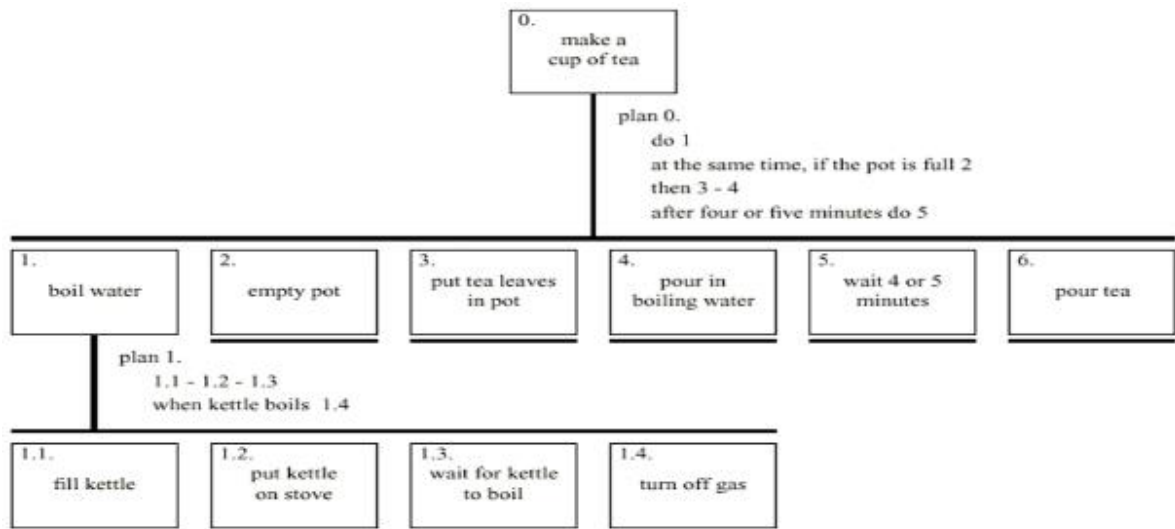 0.
make a
cup of tea
plan 0.
do 1
at the same time, if the pot is full 2
then 3 - 4
after four or five minutes do 5
1.
boil water
2.
empty pot
3.
put tea leaves
in pot
4.
pour in
boiling water
5.
wait 4 or 5
minutes
6.
pour tea
plan 1.
1.1 - 1.2 - 1.3
when kettle boils 1.4
1.1.
fill kettle
1.2.
put kettle
on stove
1.3.
wait for kettle
to boil
1.4.
turn off gas